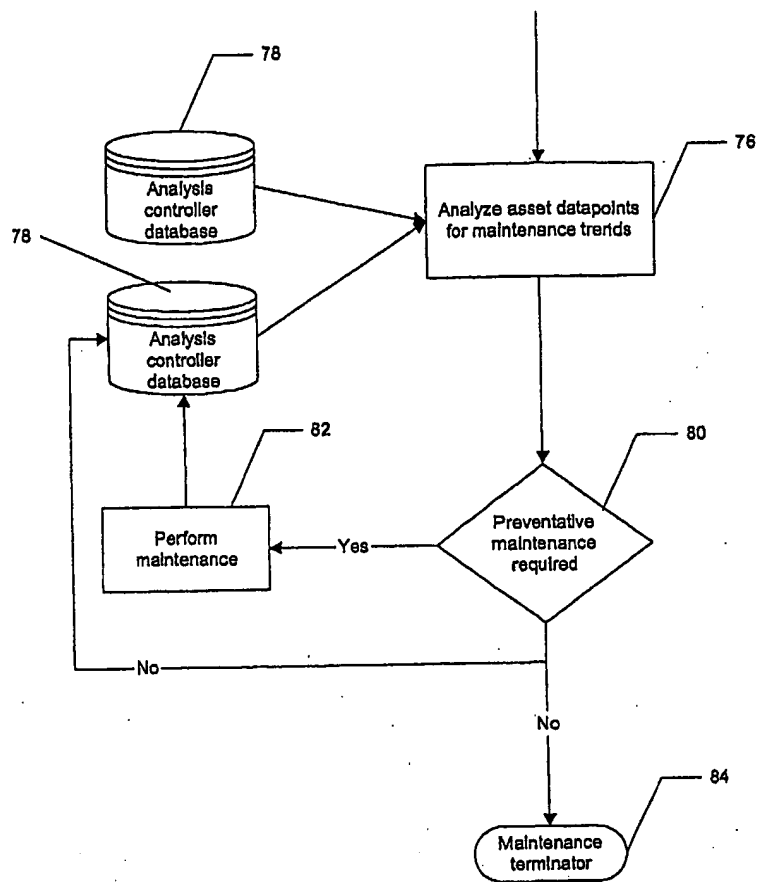 78
Analysis
controller
database
76
Analyze asset datapoints
for maintenance trends
78
Analysis
controller
database
82
80
Perform
maintenance
Yes
Preventative
maintenance
required
No
No
84
Maintenance
terminator